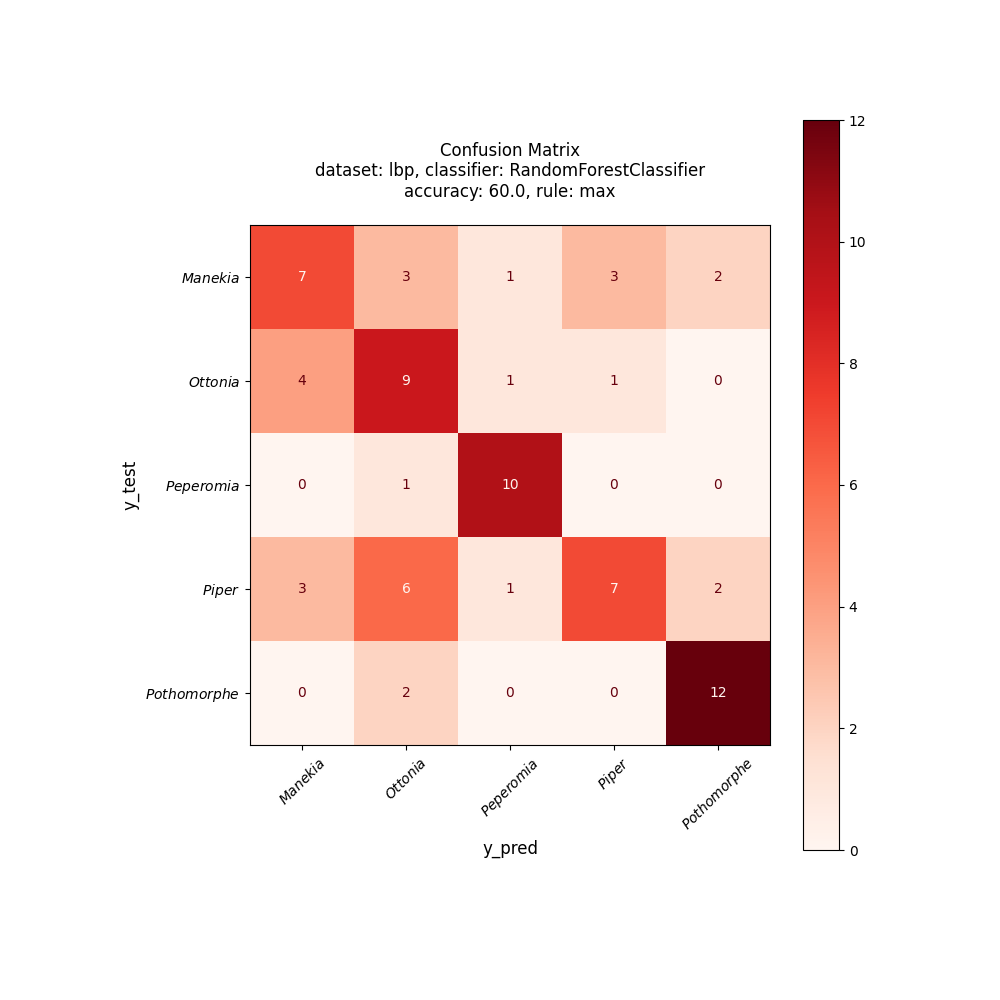 Confusion Matrix
dataset: lbp, classifier: RandomForestClassifier
accuracy: 60.0, rule: max
12
10
8
6
4
2
0
y_test
Manekia 7 3 1 3 2
Ottonia 4 9 1 1 0
Peperomia 0 1 10 0 0
Piper 3 6 1 7 2
Pothomorphe 0 2 0 0 12
Manekia Ottonia Peperomia Piper Pothomorphe
y_pred